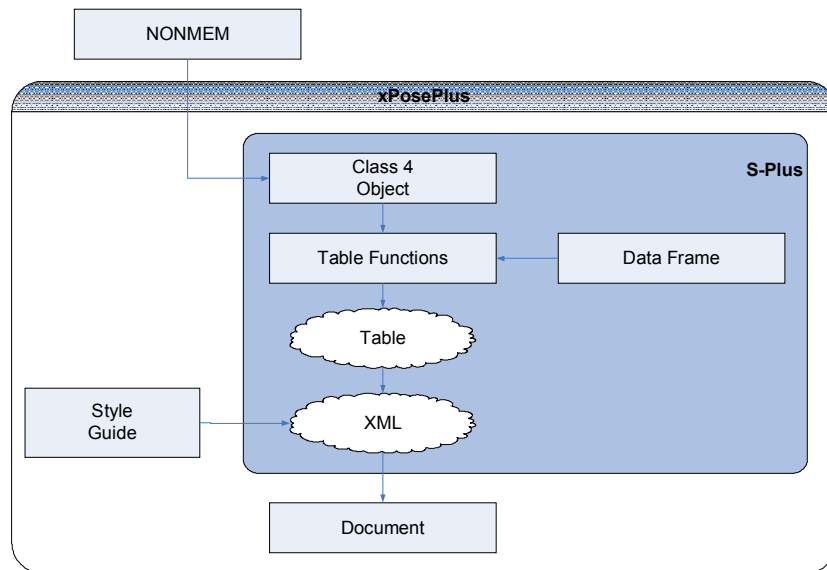 NONMEM
xPosePlus
Class 4
Object
S-Plus
Table Functions
Data Frame
Table
Style
Guide
XML
Document